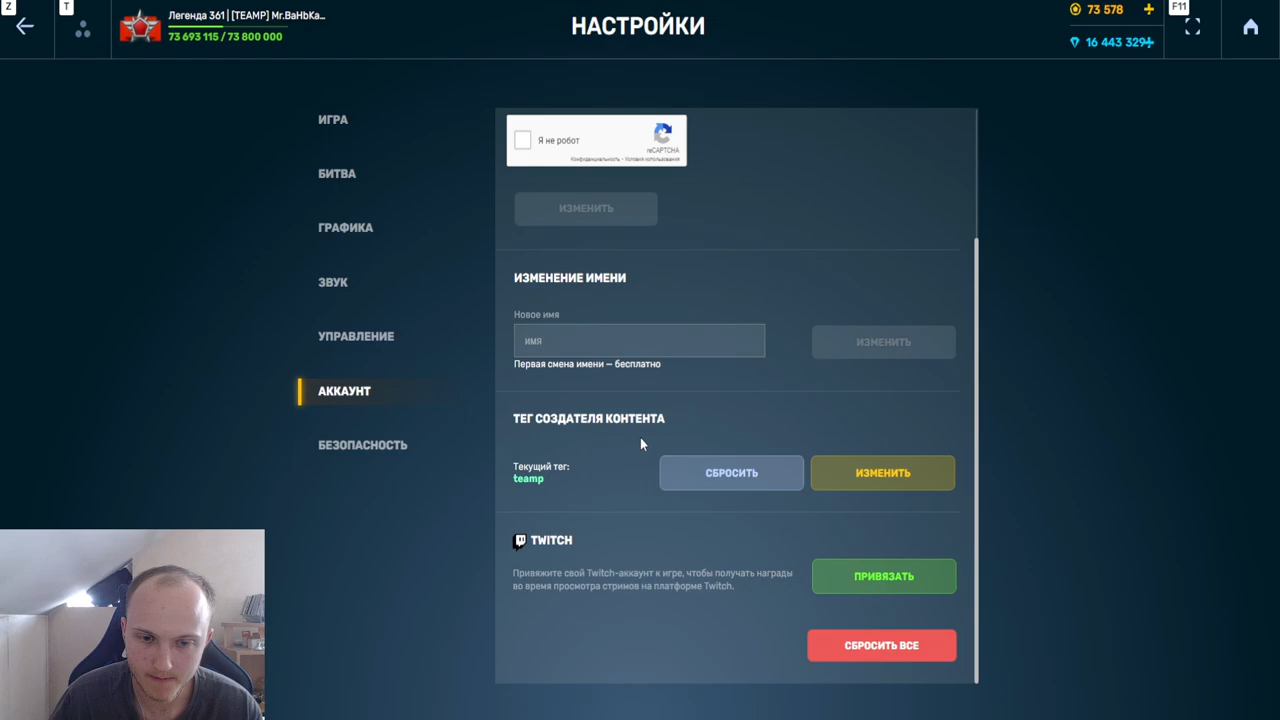 Z
T
Легенда 361 | [TEAMP] Mr.BaHbKa...
73 693 115 / 73 800 000
НАСТРОЙКИ
73 578
16 443 329
F11
ИГРА
БИТВА
ГРАФИКА
ЗВУК
УПРАВЛЕНИЕ
АККАУНТ
БЕЗОПАСНОСТЬ
Я не робот
reCAPTCHA
Конфиденциальность - Условия использования
ИЗМЕНИТЬ
ИЗМЕНЕНИЕ ИМЕНИ
Новое имя
ИМЯ
ИЗМЕНИТЬ
Первая смена имени — бесплатно
ТЕГ СОЗДАТЕЛЯ КОНТЕНТА
Текущий тег:
teamp
СБРОСИТЬ
ИЗМЕНИТЬ
TWITCH
Привяжите свой Twitch-аккаунт к игре, чтобы получать награды
во время просмотра стримов на платформе Twitch.
ПРИВЯЗАТЬ
СБРОСИТЬ ВСЕ